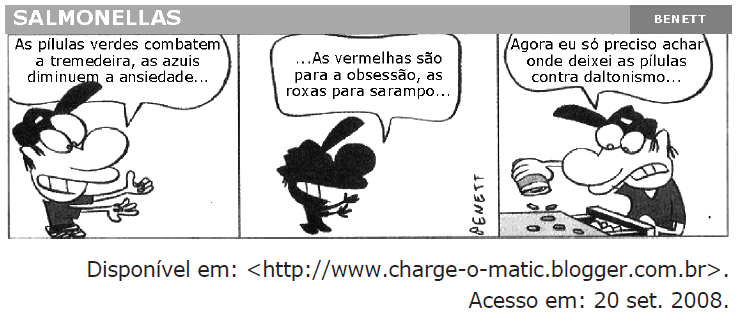 SALMONELLAS
BENETT
As pílulas verdes combatem
a tremedeira, as azuis
diminuem a ansiedade...
...As vermelhas são
para a obsessão, as
roxas para sarampo...
Agora eu só preciso achar
onde deixei as pílulas
contra daltonismo...
BENETT
Disponível em: <http://www.charge-o-matic.blogger.com.br>.
Acesso em: 20 set. 2008.